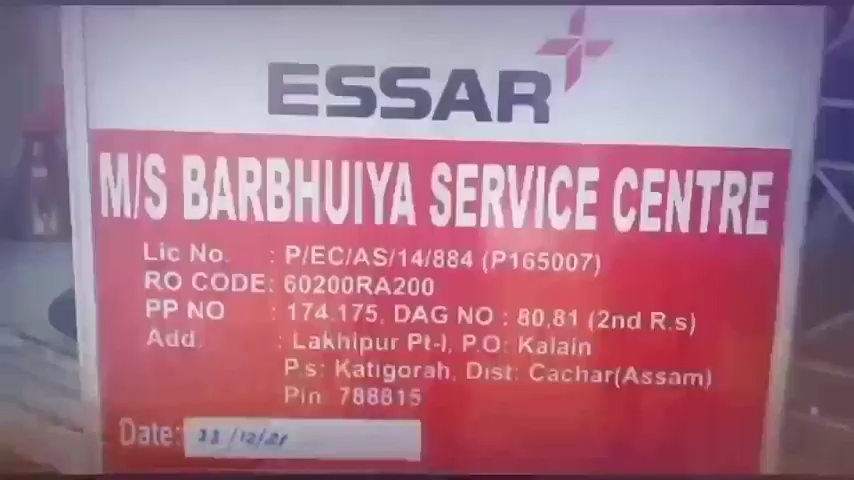 ESSAR
M/S BARBHUIYA SERVICE CENTRE
Lic No. : P/EC/AS/14/884 (P165007)
RO CODE: 60200RA200
PP NO : 174.175, DAG NO : 80,81 (2nd R.s)
Add. : Lakhipur Pt-I, P.O: Kalain
P.s: Katigorah, Dist: Cachar(Assam)
Pin: 788815
Date: /12/21